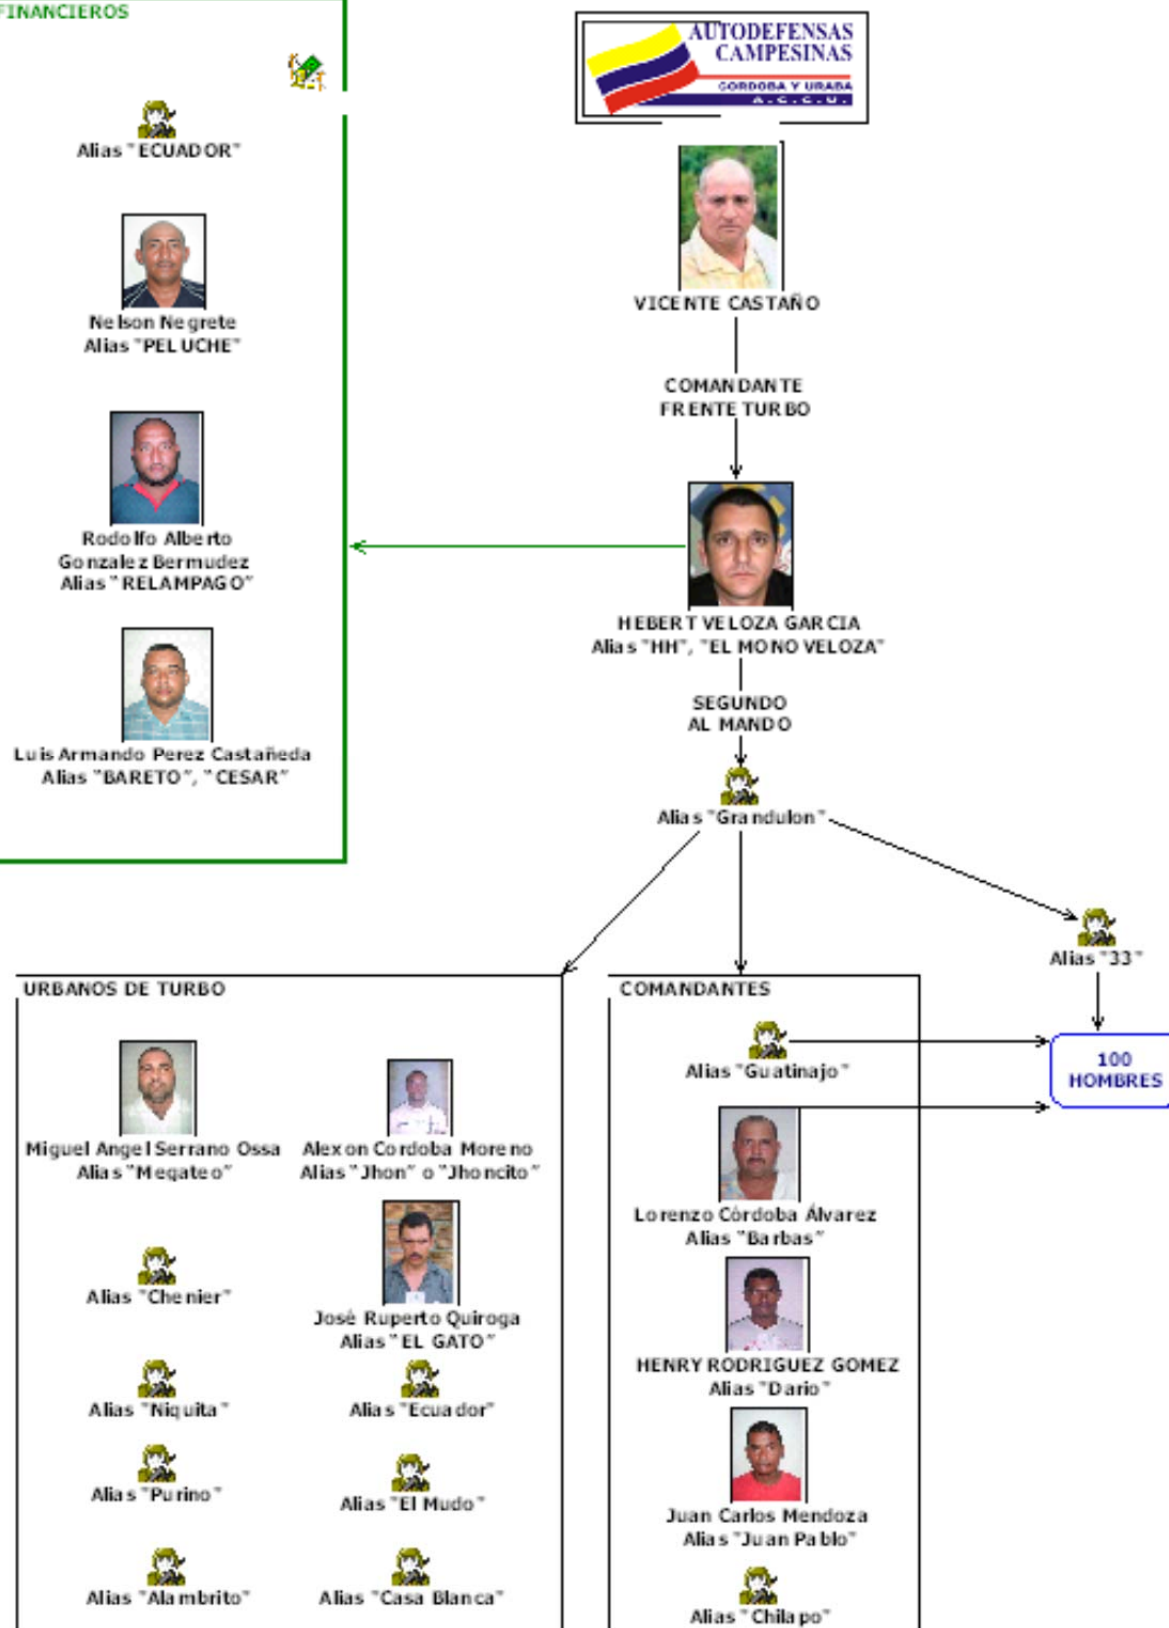 FINANCIEROS
Alias "ECUADOR"
Nelson Negrete
Alias "PELUCHE"
Rodolfo Alberto
Gonzalez Bermudez
Alias "RELAMPAGO"
Luis Armando Perez Castañeda
Alias "BARETO", "CESAR"
AUTODEFENSAS
CAMPESINAS
CORDOBA Y URABA
A.C.C.U.
VICENTE CASTAÑO
COMANDANTE
FRENTE TURBO
HEBERT VELOZA GARCIA
Alias "HH", "EL MONO VELOZA"
SEGUNDO
AL MANDO
Alias "Grandulon"
Alias "33"
100
HOMBRES
URBANOS DE TURBO
Miguel Angel Serrano Ossa
Alias "Megateo"
Alexon Cordoba Moreno
Alias "Jhon" o "Jhoncito"
Alias "Chenier"
José Ruperto Quiroga
Alias "EL GATO"
Alias "Niquita"
Alias "Ecuador"
Alias "Purino"
Alias "El Mudo"
Alias "Alambrito"
Alias "Casa Blanca"
COMANDANTES
Alias "Guatinajo"
Lorenzo Córdoba Álvarez
Alias "Barbas"
HENRY RODRIGUEZ GOMEZ
Alias "Dario"
Juan Carlos Mendoza
Alias "Juan Pablo"
Alias "Chilapo"